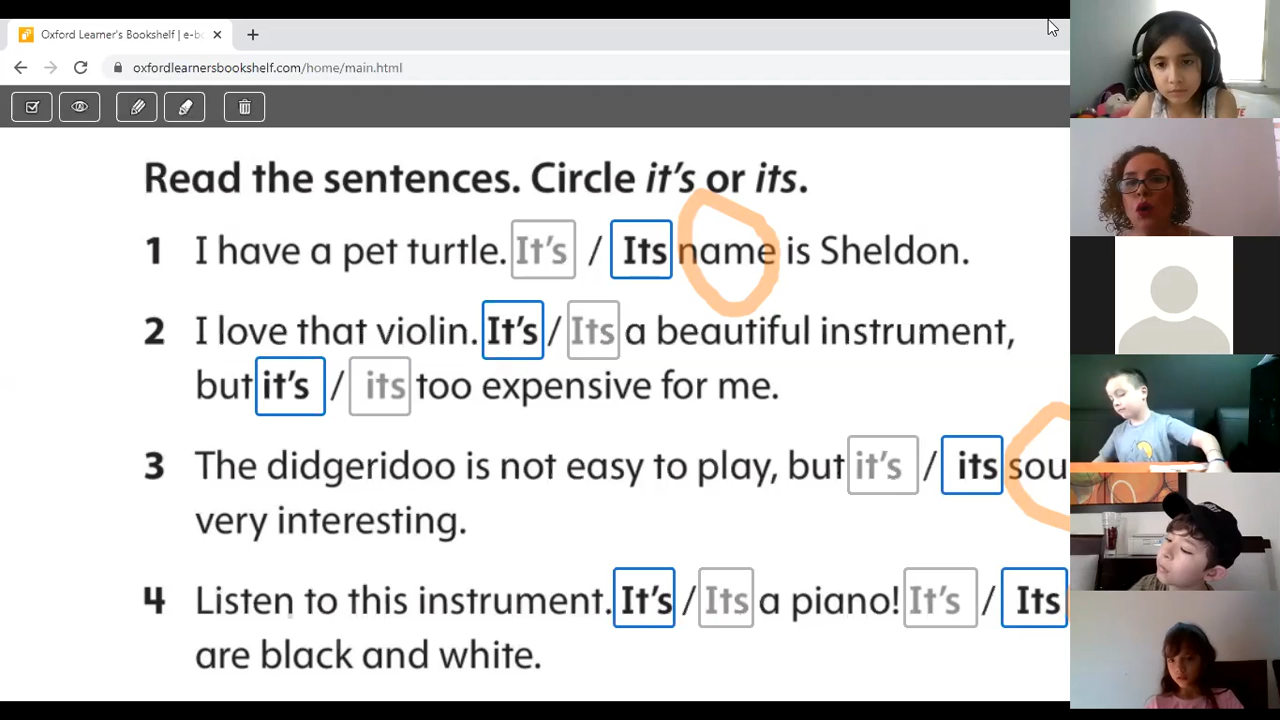 Oxford Learner's Bookshelf | e-bo
oxfordlearnersbookshelf.com/home/main.html
Read the sentences. Circle it's or its.
1 I have a pet turtle. It's / Its name is Sheldon.
2 I love that violin. It's / Its a beautiful instrument,
but it's / its too expensive for me.
3 The didgeridoo is not easy to play, but it's / its sou
very interesting.
4 Listen to this instrument. It's / Its a piano! It's / Its
are black and white.